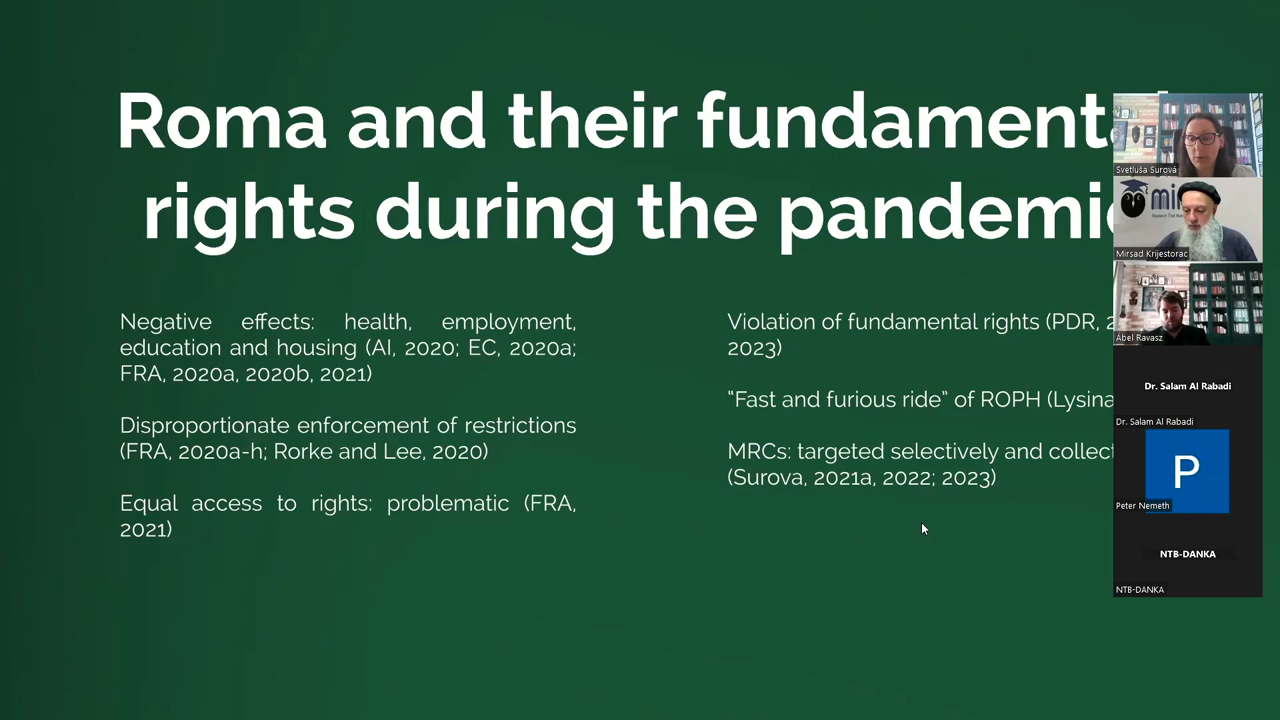 Roma and their fundament
rights during the pandemi
Negative effects: health, employment,
education and housing (AI, 2020; EC, 2020a;
FRA, 2020a, 2020b, 2021)
Disproportionate enforcement of restrictions
(FRA, 2020a-h; Rorke and Lee, 2020)
Equal access to rights: problematic (FRA,
2021)
Violation of fundamental rights (PDR, 2
2023)
“Fast and furious ride” of ROPH (Lysina
MRCs: targeted selectively and collect
(Surova, 2021a, 2022; 2023)
Svetluša Surová
Mirsad Krijestorac
Ábel Ravasz
Dr. Salam Al Rabadi
Dr. Salam Al Rabadi
P
Peter Nemeth
NTB-DANKA
NTB-DANKA